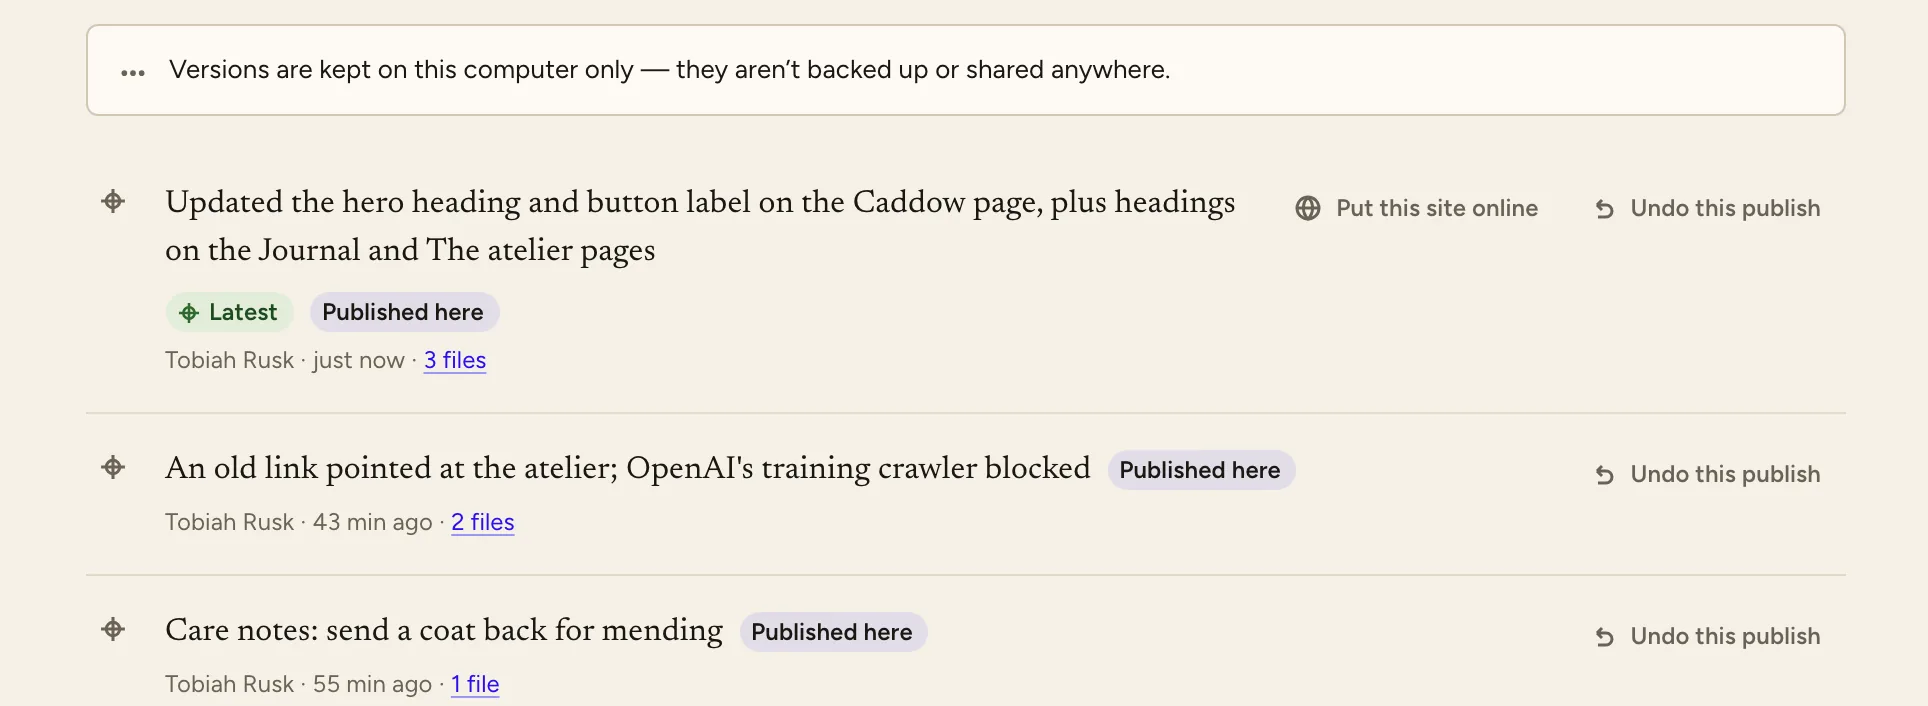 Versions are kept on this computer only — they aren’t backed up or shared anywhere.
Updated the hero heading and button label on the Caddow page, plus headings
on the Journal and The atelier pages
Put this site online
Undo this publish
Latest
Published here
Tobiah Rusk · just now · 3 files
An old link pointed at the atelier; OpenAI's training crawler blocked
Published here
Undo this publish
Tobiah Rusk · 43 min ago · 2 files
Care notes: send a coat back for mending
Published here
Undo this publish
Tobiah Rusk · 55 min ago · 1 file